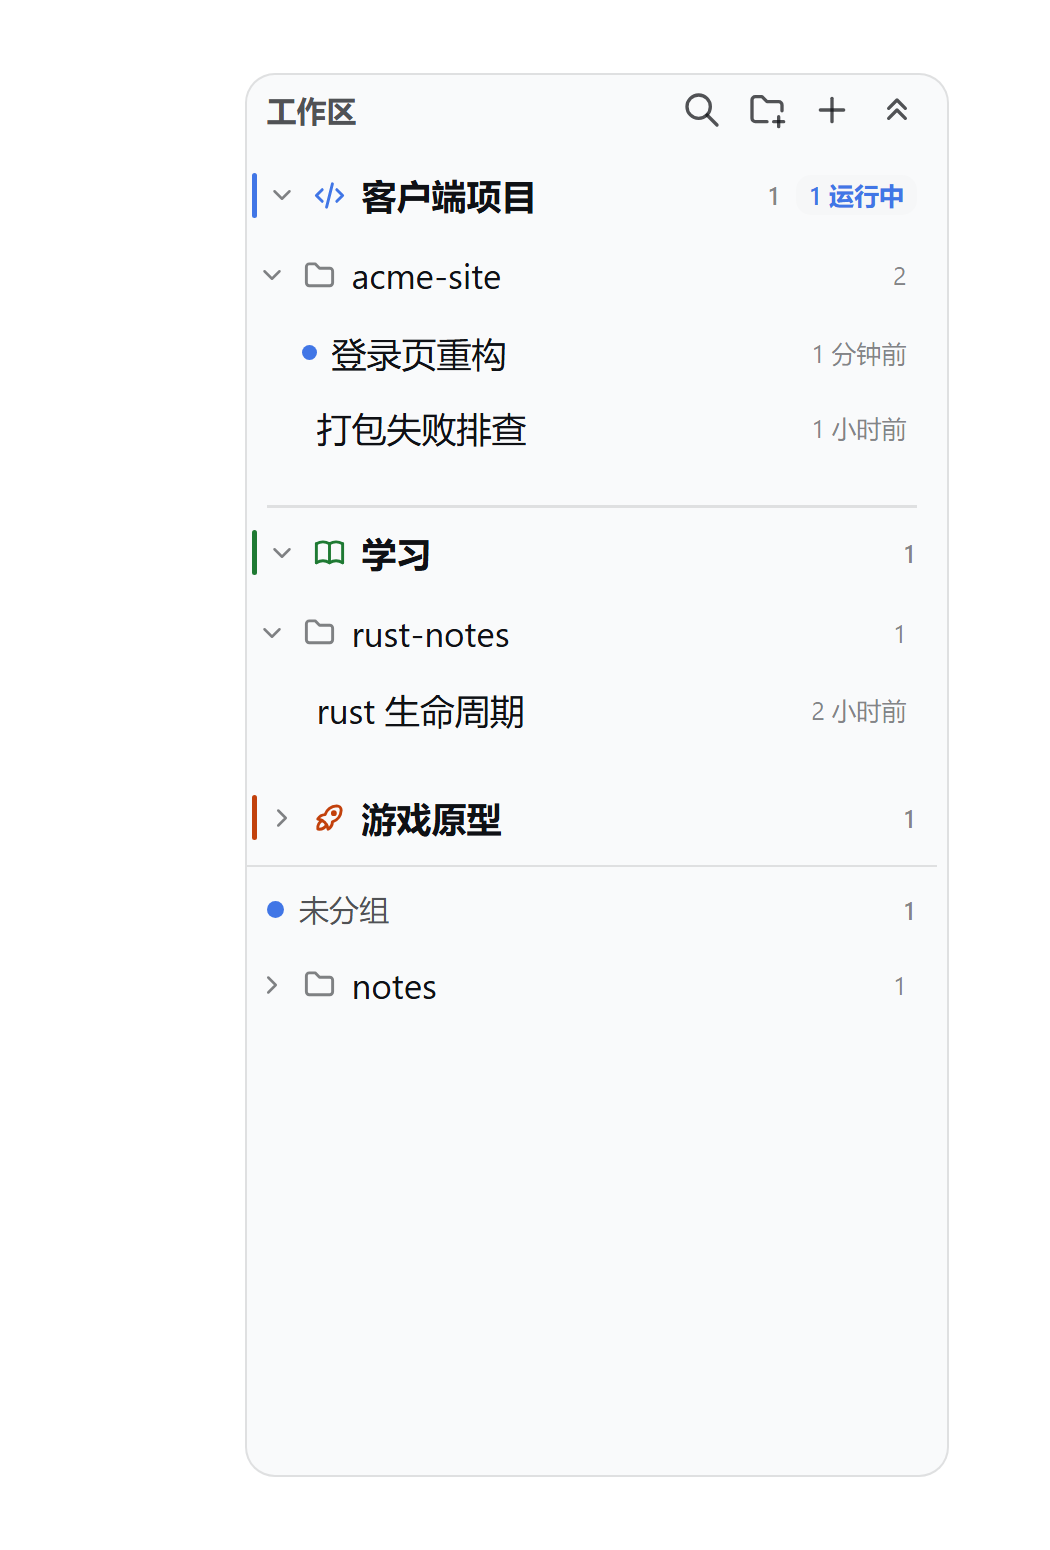 工作区
客户端项目 1 1 运行中
acme-site 2
登录页重构 1 分钟前
打包失败排查 1 小时前
学习 1
rust-notes 1
rust 生命周期 2 小时前
游戏原型 1
未分组 1
notes 1